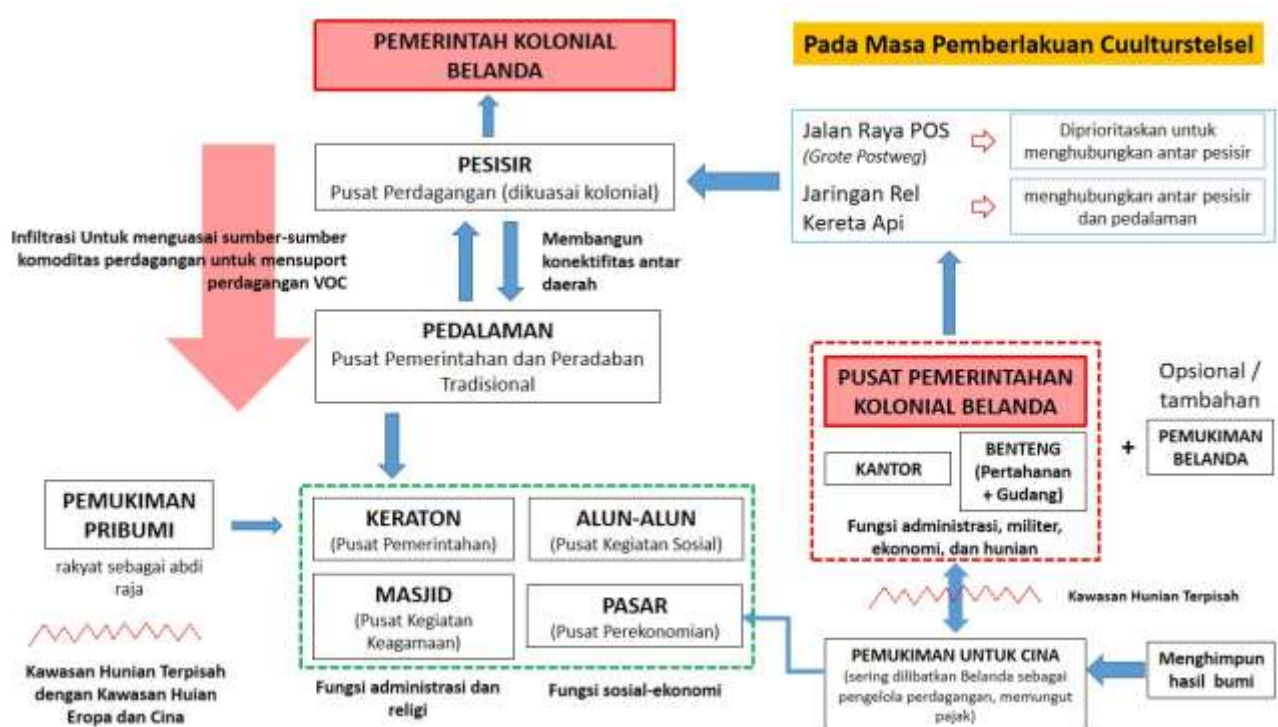 PEMERINTAH KOLONIAL
BELANDA
Pada Masa Pemberlakuan Cuulturstelsel
PESISIR
Pusat Perdagangan (dikuasai kolonial)
Jalan Raya POS
(Grote Postweg)
Diprioritaskan untuk
menghubungkan antar pesisir
Jaringan Rel
Kereta Api
menghubungkan antar pesisir
dan pedalaman
Infiltrasi Untuk menguasai sumber-sumber
komoditas perdagangan untuk mensuport
perdagangan VOC
Membangun
konektifitas antar
daerah
PEDALAMAN
Pusat Pemerintahan dan Peradaban
Tradisional
PUSAT PEMERINTAHAN
KOLONIAL BELANDA
KANTOR
BENTENG
(Pertahanan
+ Gudang)
Fungsi administrasi, militer,
ekonomi, dan hunian
+
Opsional /
tambahan
PEMUKIMAN
BELANDA
PEMUKIMAN
PRIBUMI
rakyat sebagai abdi
raja
Kawasan Hunian Terpisah
dengan Kawasan Huian
Eropa dan Cina
KERATON
(Pusat Pemerintahan)
ALUN-ALUN
(Pusat Kegiatan Sosial)
MASJID
(Pusat Kegiatan
Keagamaan)
PASAR
(Pusat Perekonomian)
Fungsi administrasi dan
religi
Fungsi sosial-ekonomi
Kawasan Hunian Terpisah
PEMUKIMAN UNTUK CINA
(sering dilibatkan Belanda sebagai
pengelola perdagangan, memungut
pajak)
Menghimpun
hasil bumi